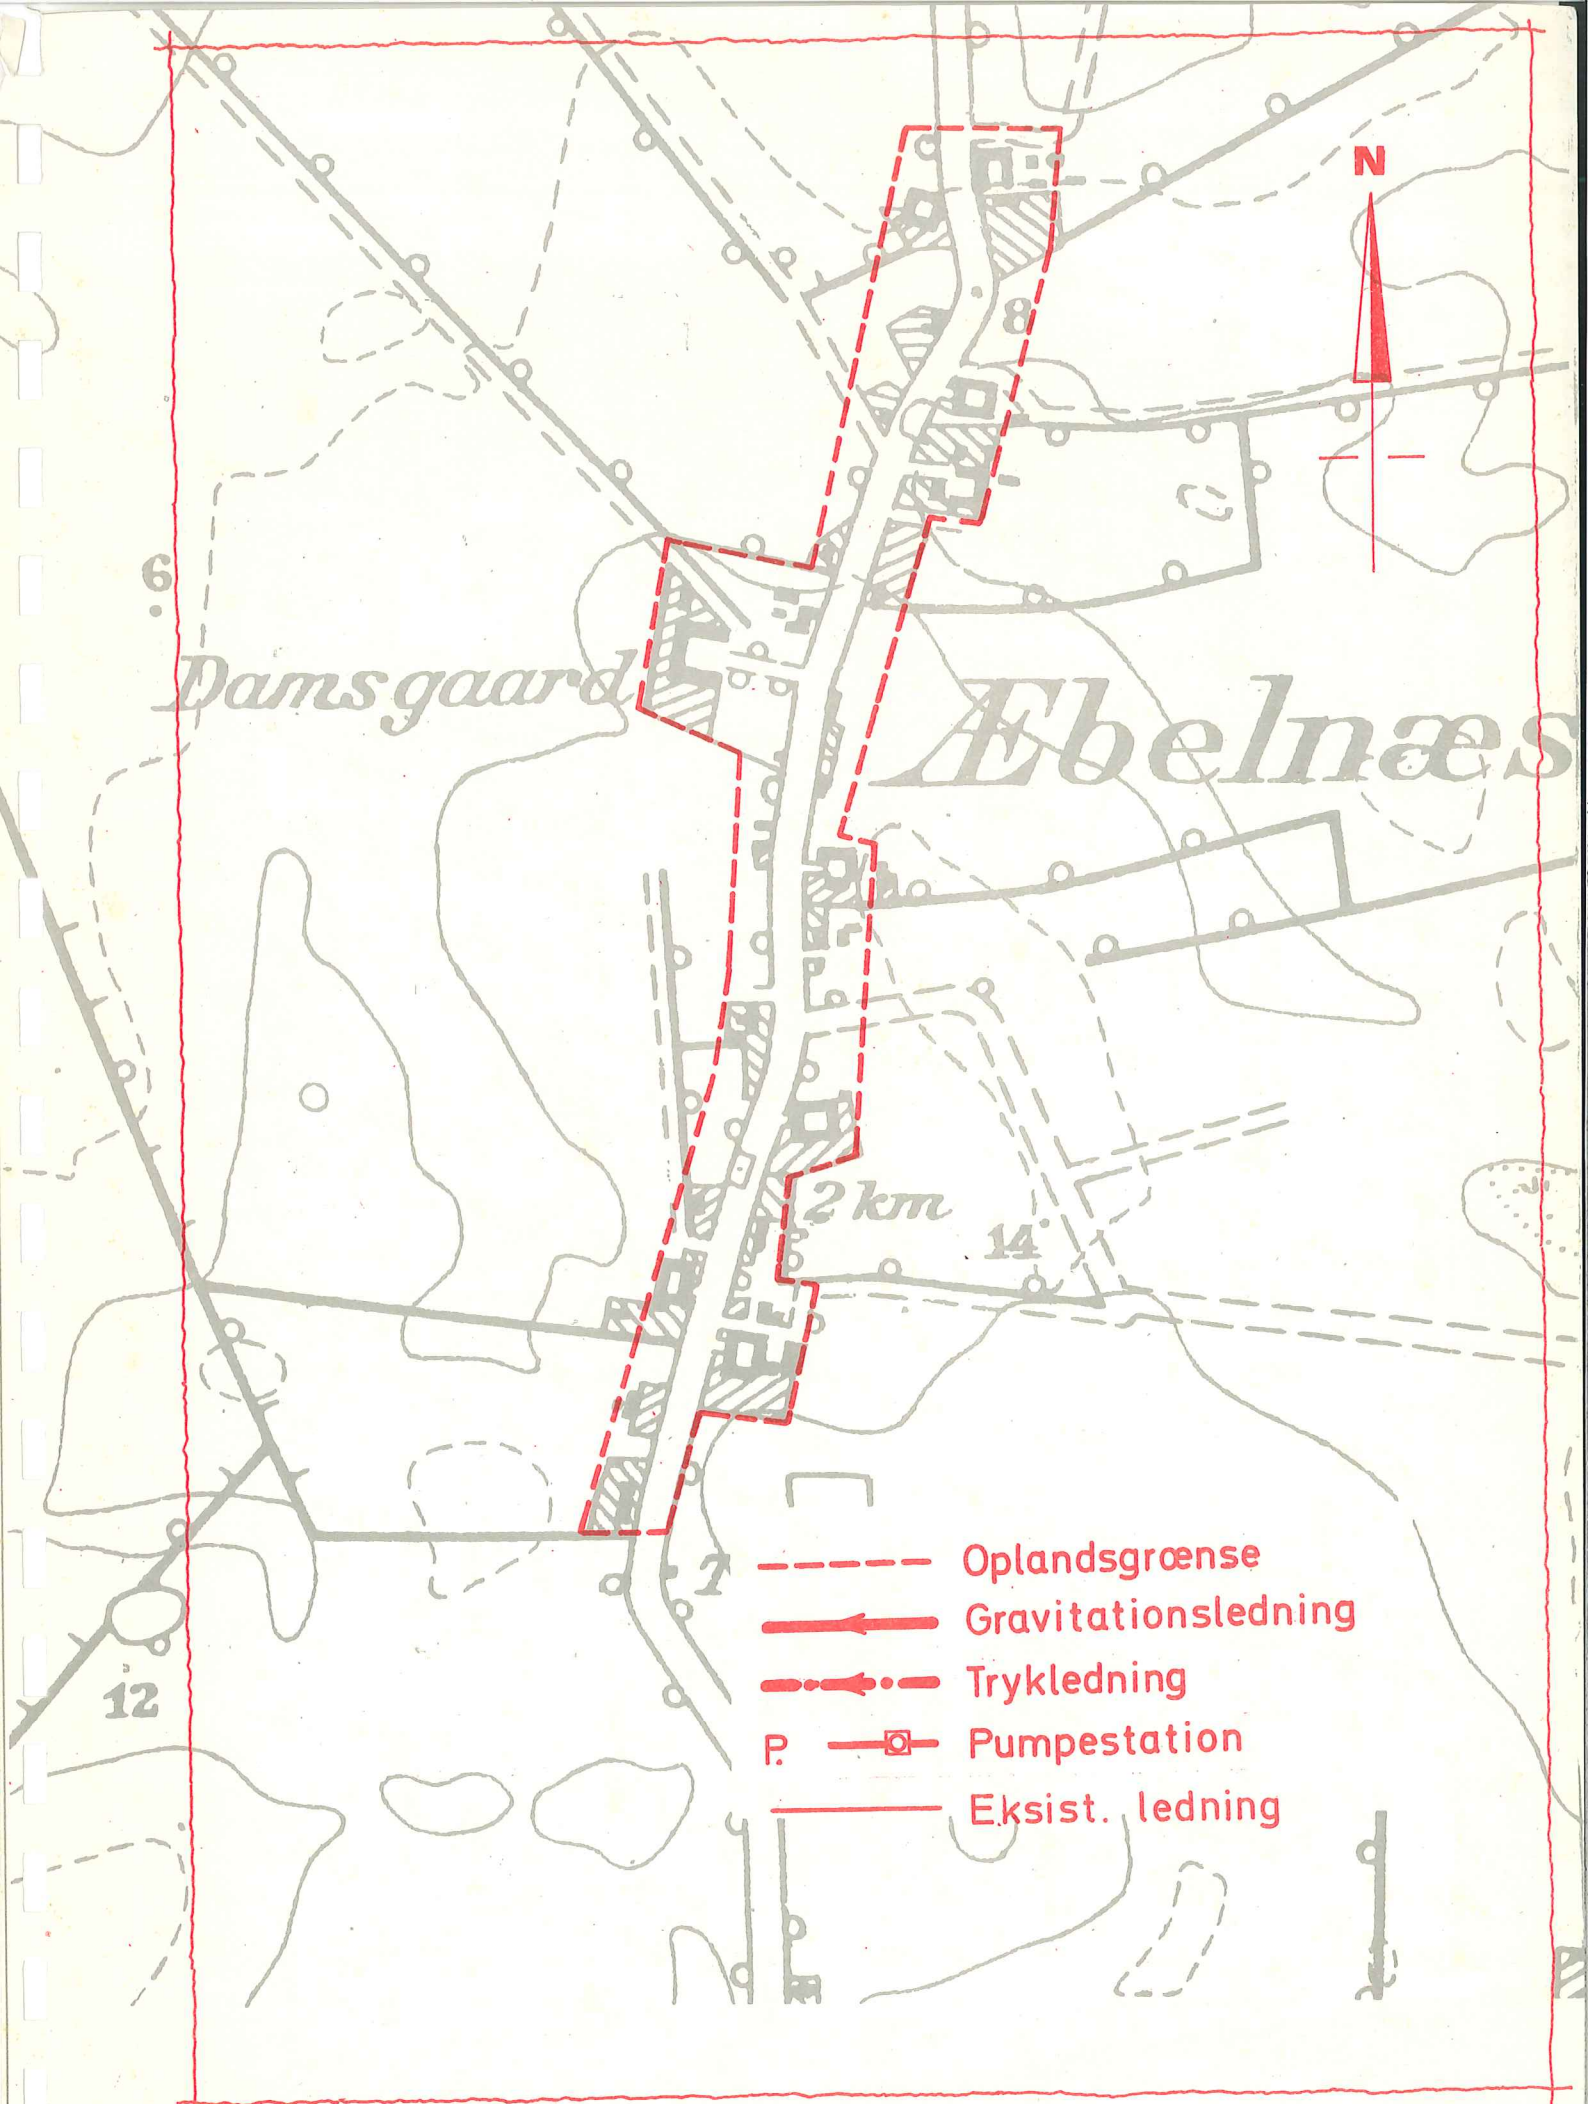 N
8
6
Damsgaard
Æbelnæs
2 km
14
7
Oplandsgrænse
Gravitationsledning
Trykledning
12
P. Pumpestation
Eksist. ledning